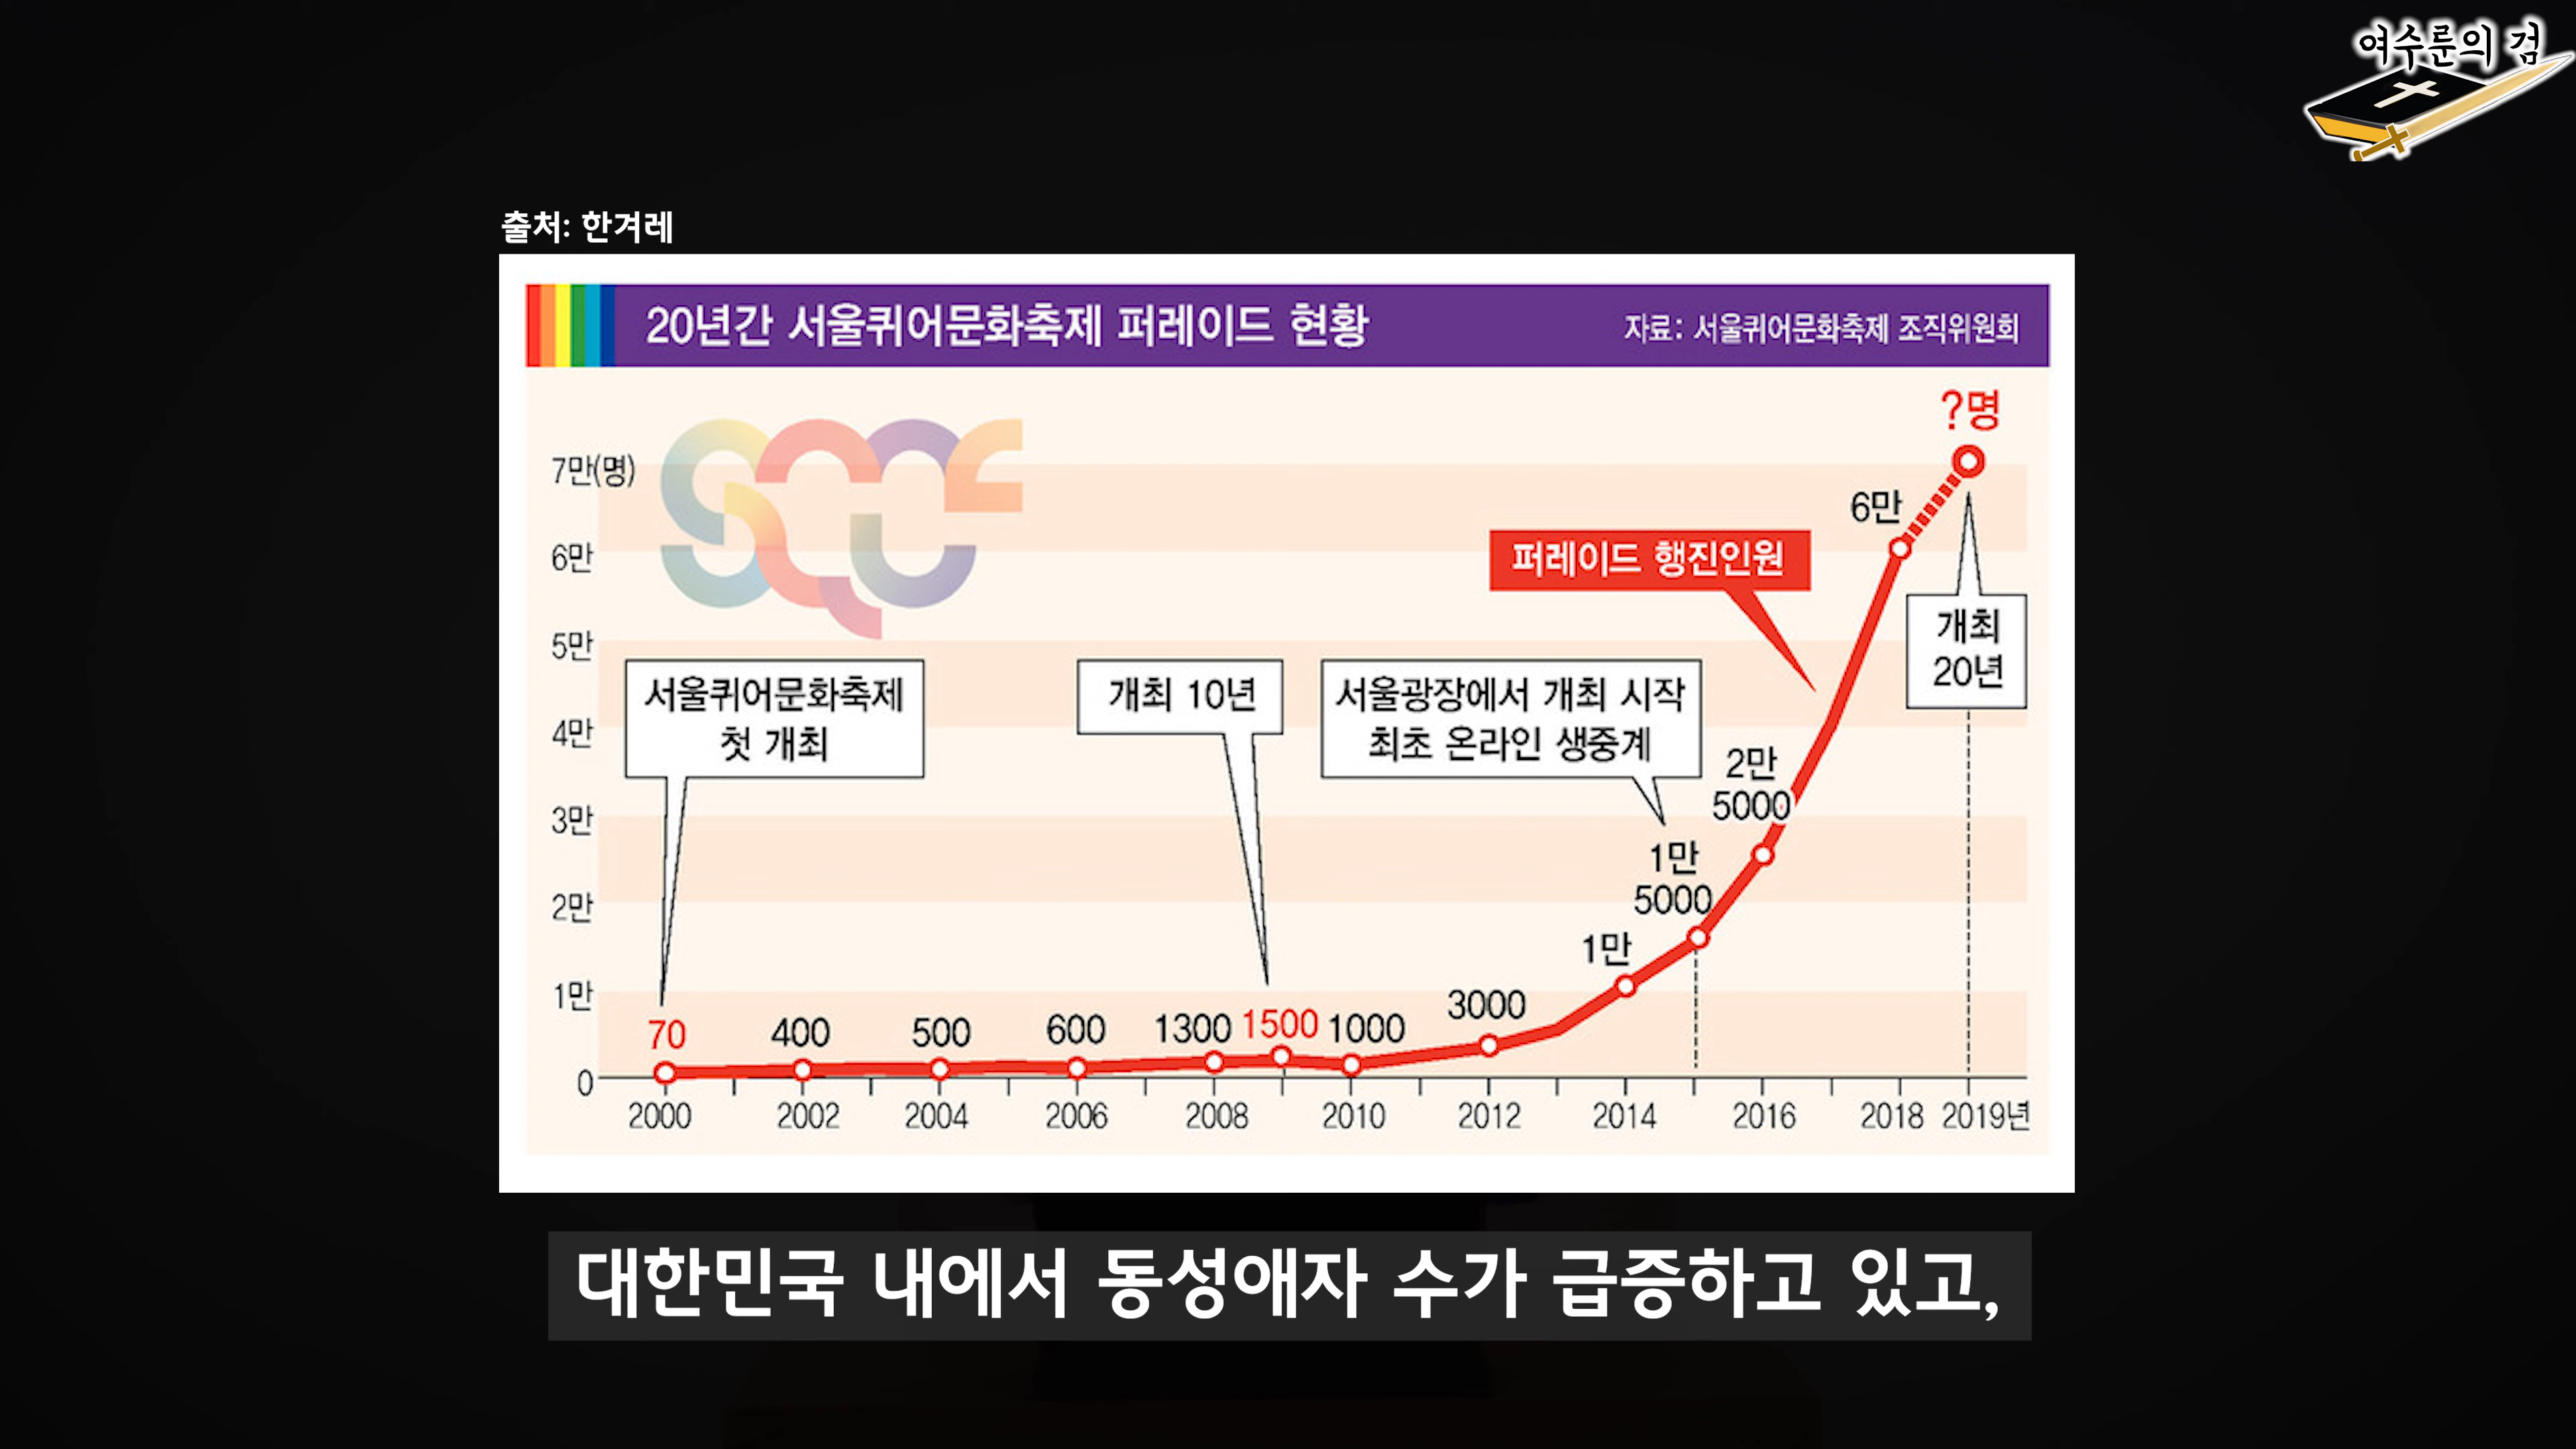 여수룬의 검
출처: 한겨레
20년간 서울퀴어문화축제 퍼레이드 현황
자료: 서울퀴어문화축제 조직위원회
SQCF
?명
7만(명)
6만
6만
퍼레이드 행진인원
개최
20년
5만
서울퀴어문화축제
첫 개최
개최 10년
서울광장에서 개최 시작
최초 온라인 생중계
4만
2만
5000
3만
1만
5000
2만
1만
1만
70
400
500
600
1300
1500
1000
3000
0
2000
2002
2004
2006
2008
2010
2012
2014
2016
2018
2019년
대한민국 내에서 동성애자 수가 급증하고 있고,